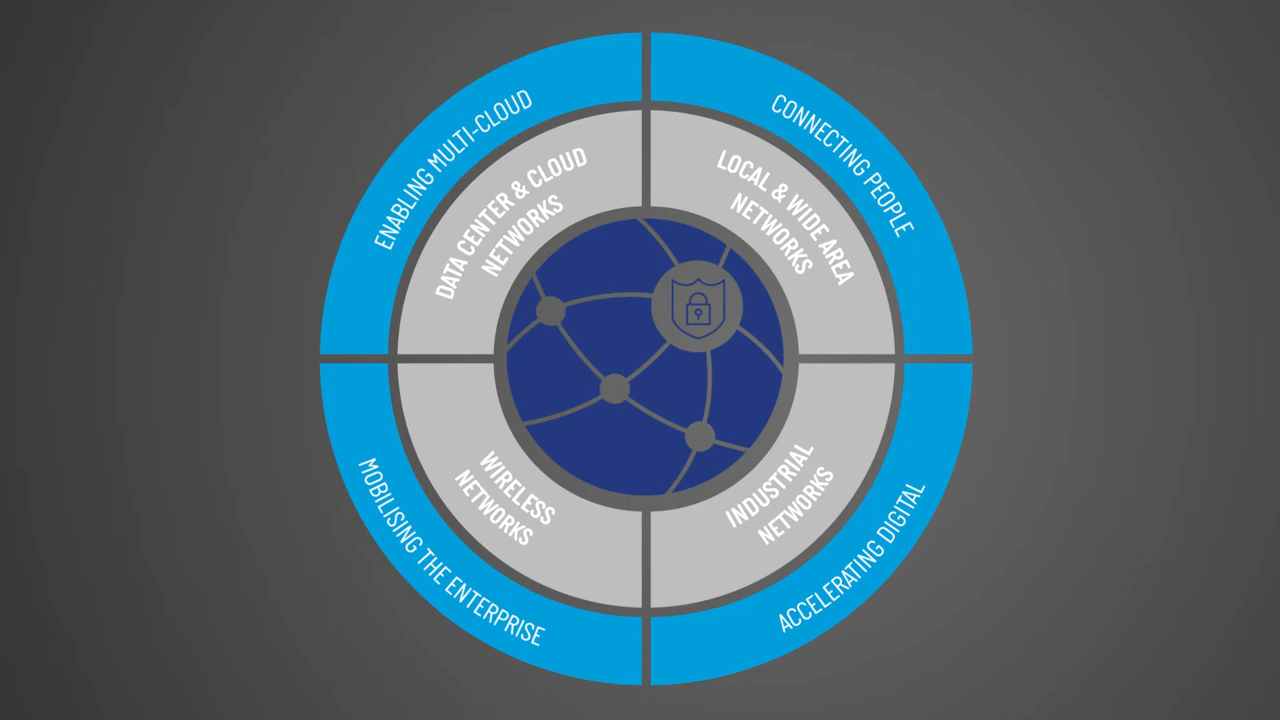 ENABLING MULTI-CLOUD
CONNECTING PEOPLE
DATA CENTER & CLOUD
NETWORKS
LOCAL & WIDE AREA
NETWORKS
WIRELESS
NETWORKS
INDUSTRIAL
NETWORKS
MOBILISING THE ENTERPRISE
ACCELERATING DIGITAL